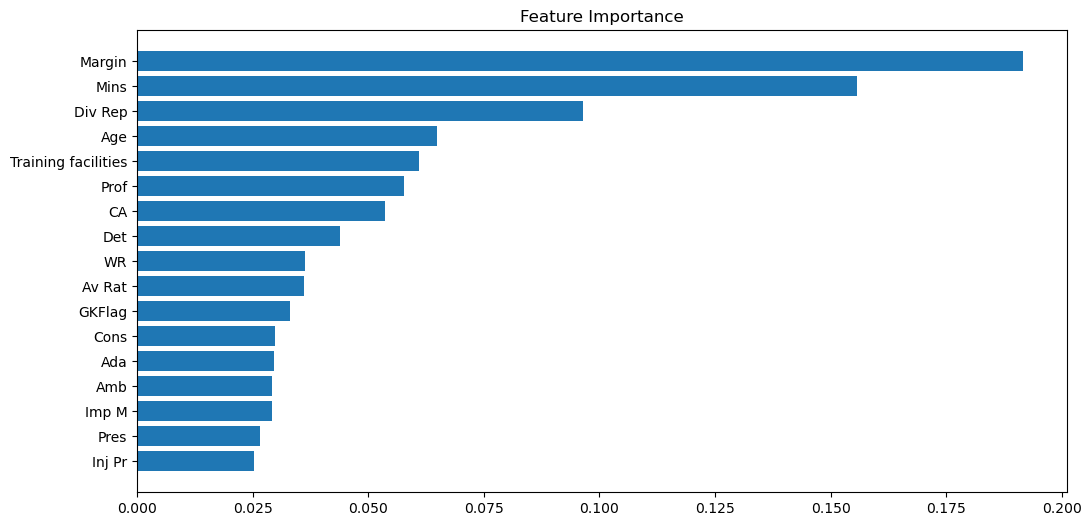 Feature Importance
Margin
Mins
Div Rep
Age
Training facilities
Prof
CA
Det
WR
Av Rat
GKFlag
Cons
Ada
Amb
Imp M
Pres
Inj Pr
0.000 0.025 0.050 0.075 0.100 0.125 0.150 0.175 0.200